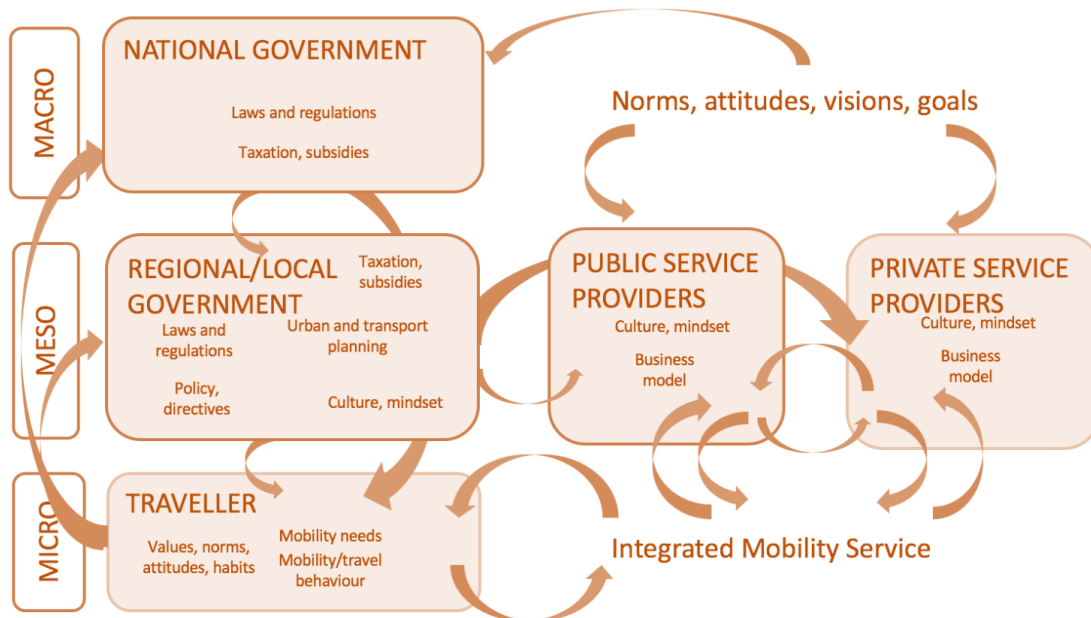 MACRO
NATIONAL GOVERNMENT
Laws and regulations
Taxation, subsidies
Norms, attitudes, visions, goals
MESO
REGIONAL/LOCAL
GOVERNMENT
Taxation,
subsidies
Laws and
regulations
Urban and transport
planning
Policy,
directives
Culture, mindset
PUBLIC SERVICE
PROVIDERS
Culture, mindset
Business
model
PRIVATE SERVICE
PROVIDERS
Culture, mindset
Business
model
MICRO
TRAVELLER
Values, norms,
attitudes, habits
Mobility needs
Mobility/travel
behaviour
Integrated Mobility Service